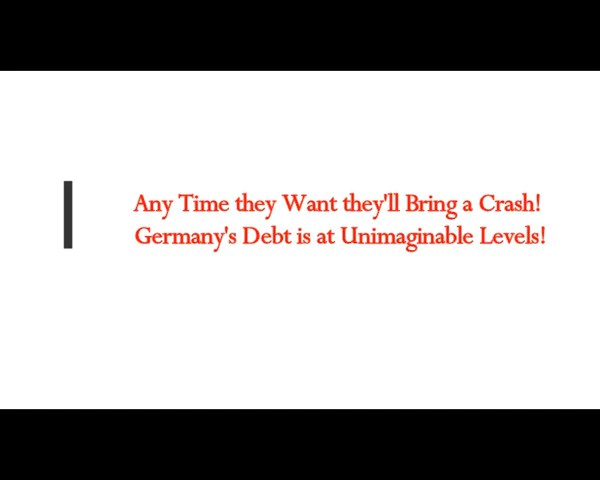 Any Time they Want they'll Bring a Crash!
Germany's Debt is at Unimaginable Levels!